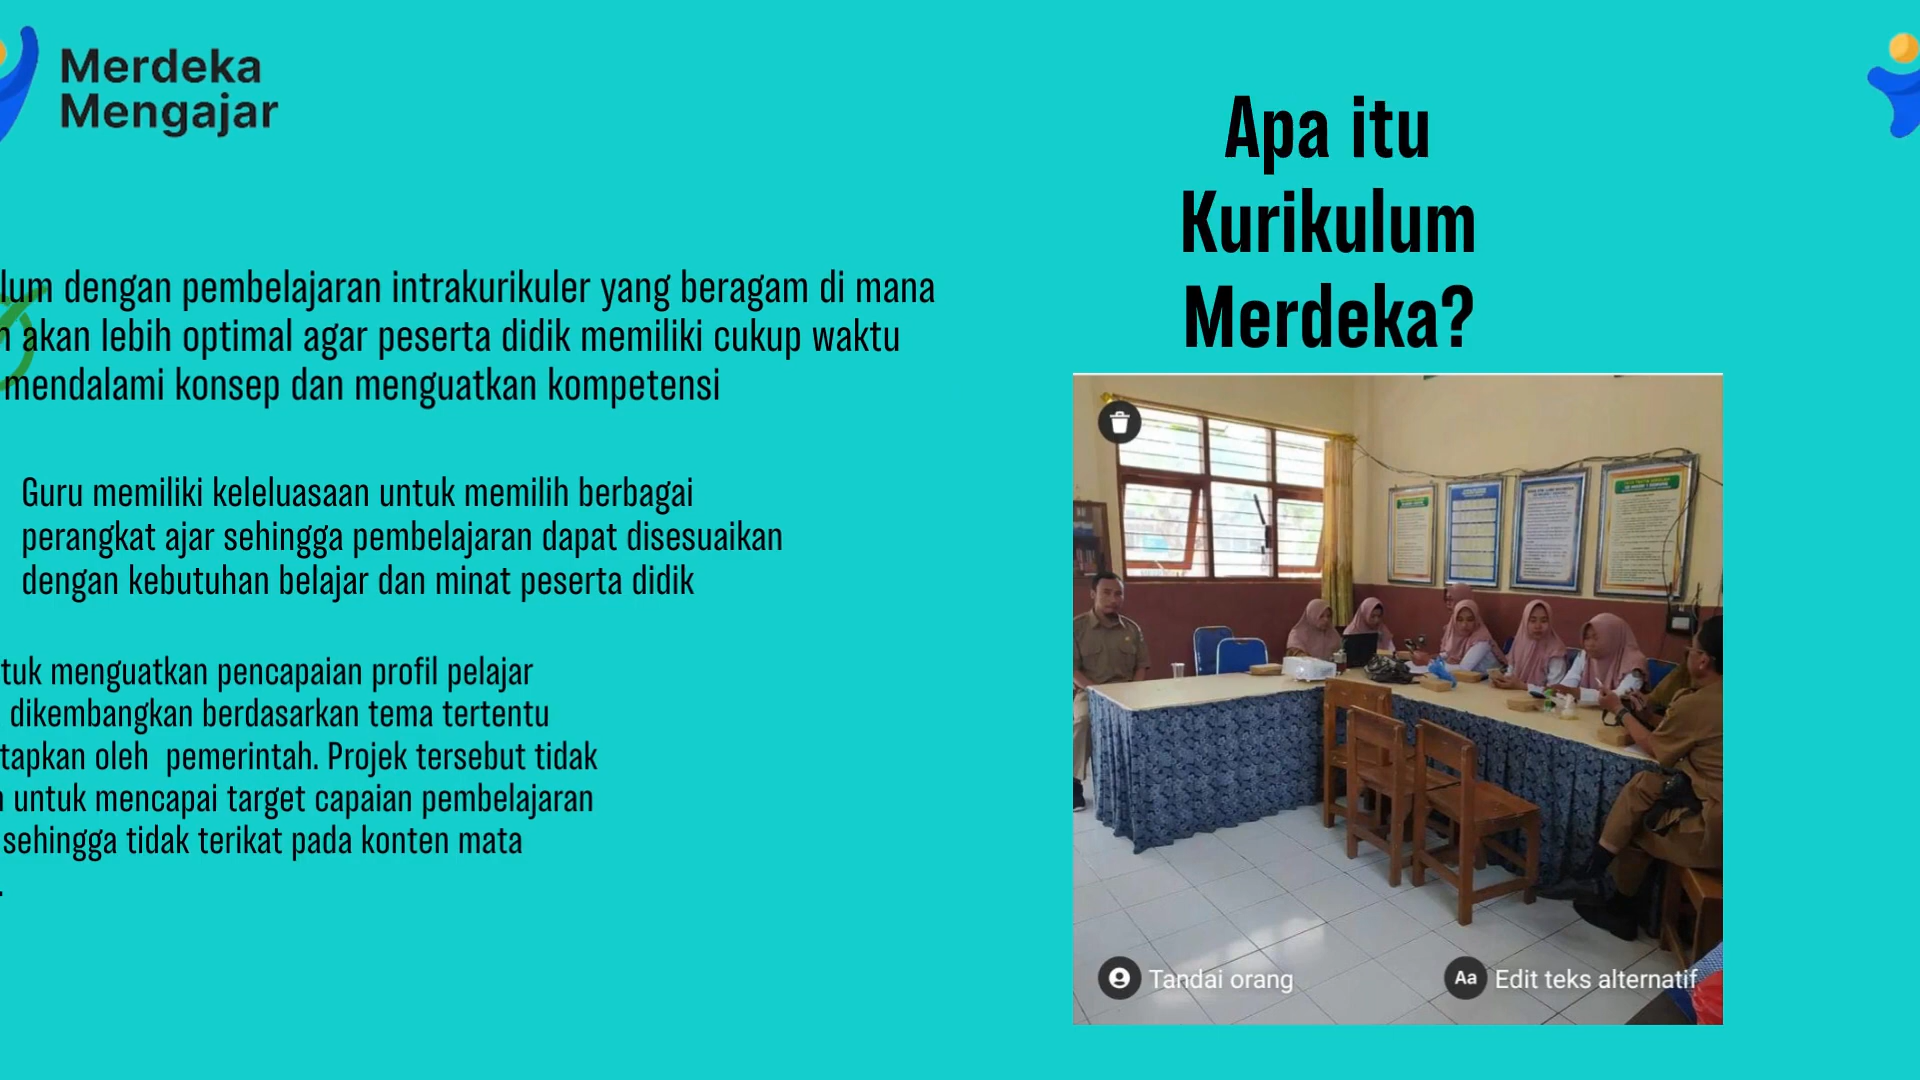 Merdeka
Mengajar
Apa itu
Kurikulum
Merdeka?
lum dengan pembelajaran intrakurikuler yang beragam di mana
n akan lebih optimal agar peserta didik memiliki cukup waktu
mendalami konsep dan menguatkan kompetensi
Guru memiliki keleluasaan untuk memilih berbagai
perangkat ajar sehingga pembelajaran dapat disesuaikan
dengan kebutuhan belajar dan minat peserta didik
tuk menguatkan pencapaian profil pelajar
dikembangkan berdasarkan tema tertentu
tapkan oleh  pemerintah. Projek tersebut tidak
n untuk mencapai target capaian pembelajaran
sehingga tidak terikat pada konten mata
.
Tandai orang
Aa Edit teks alternatif